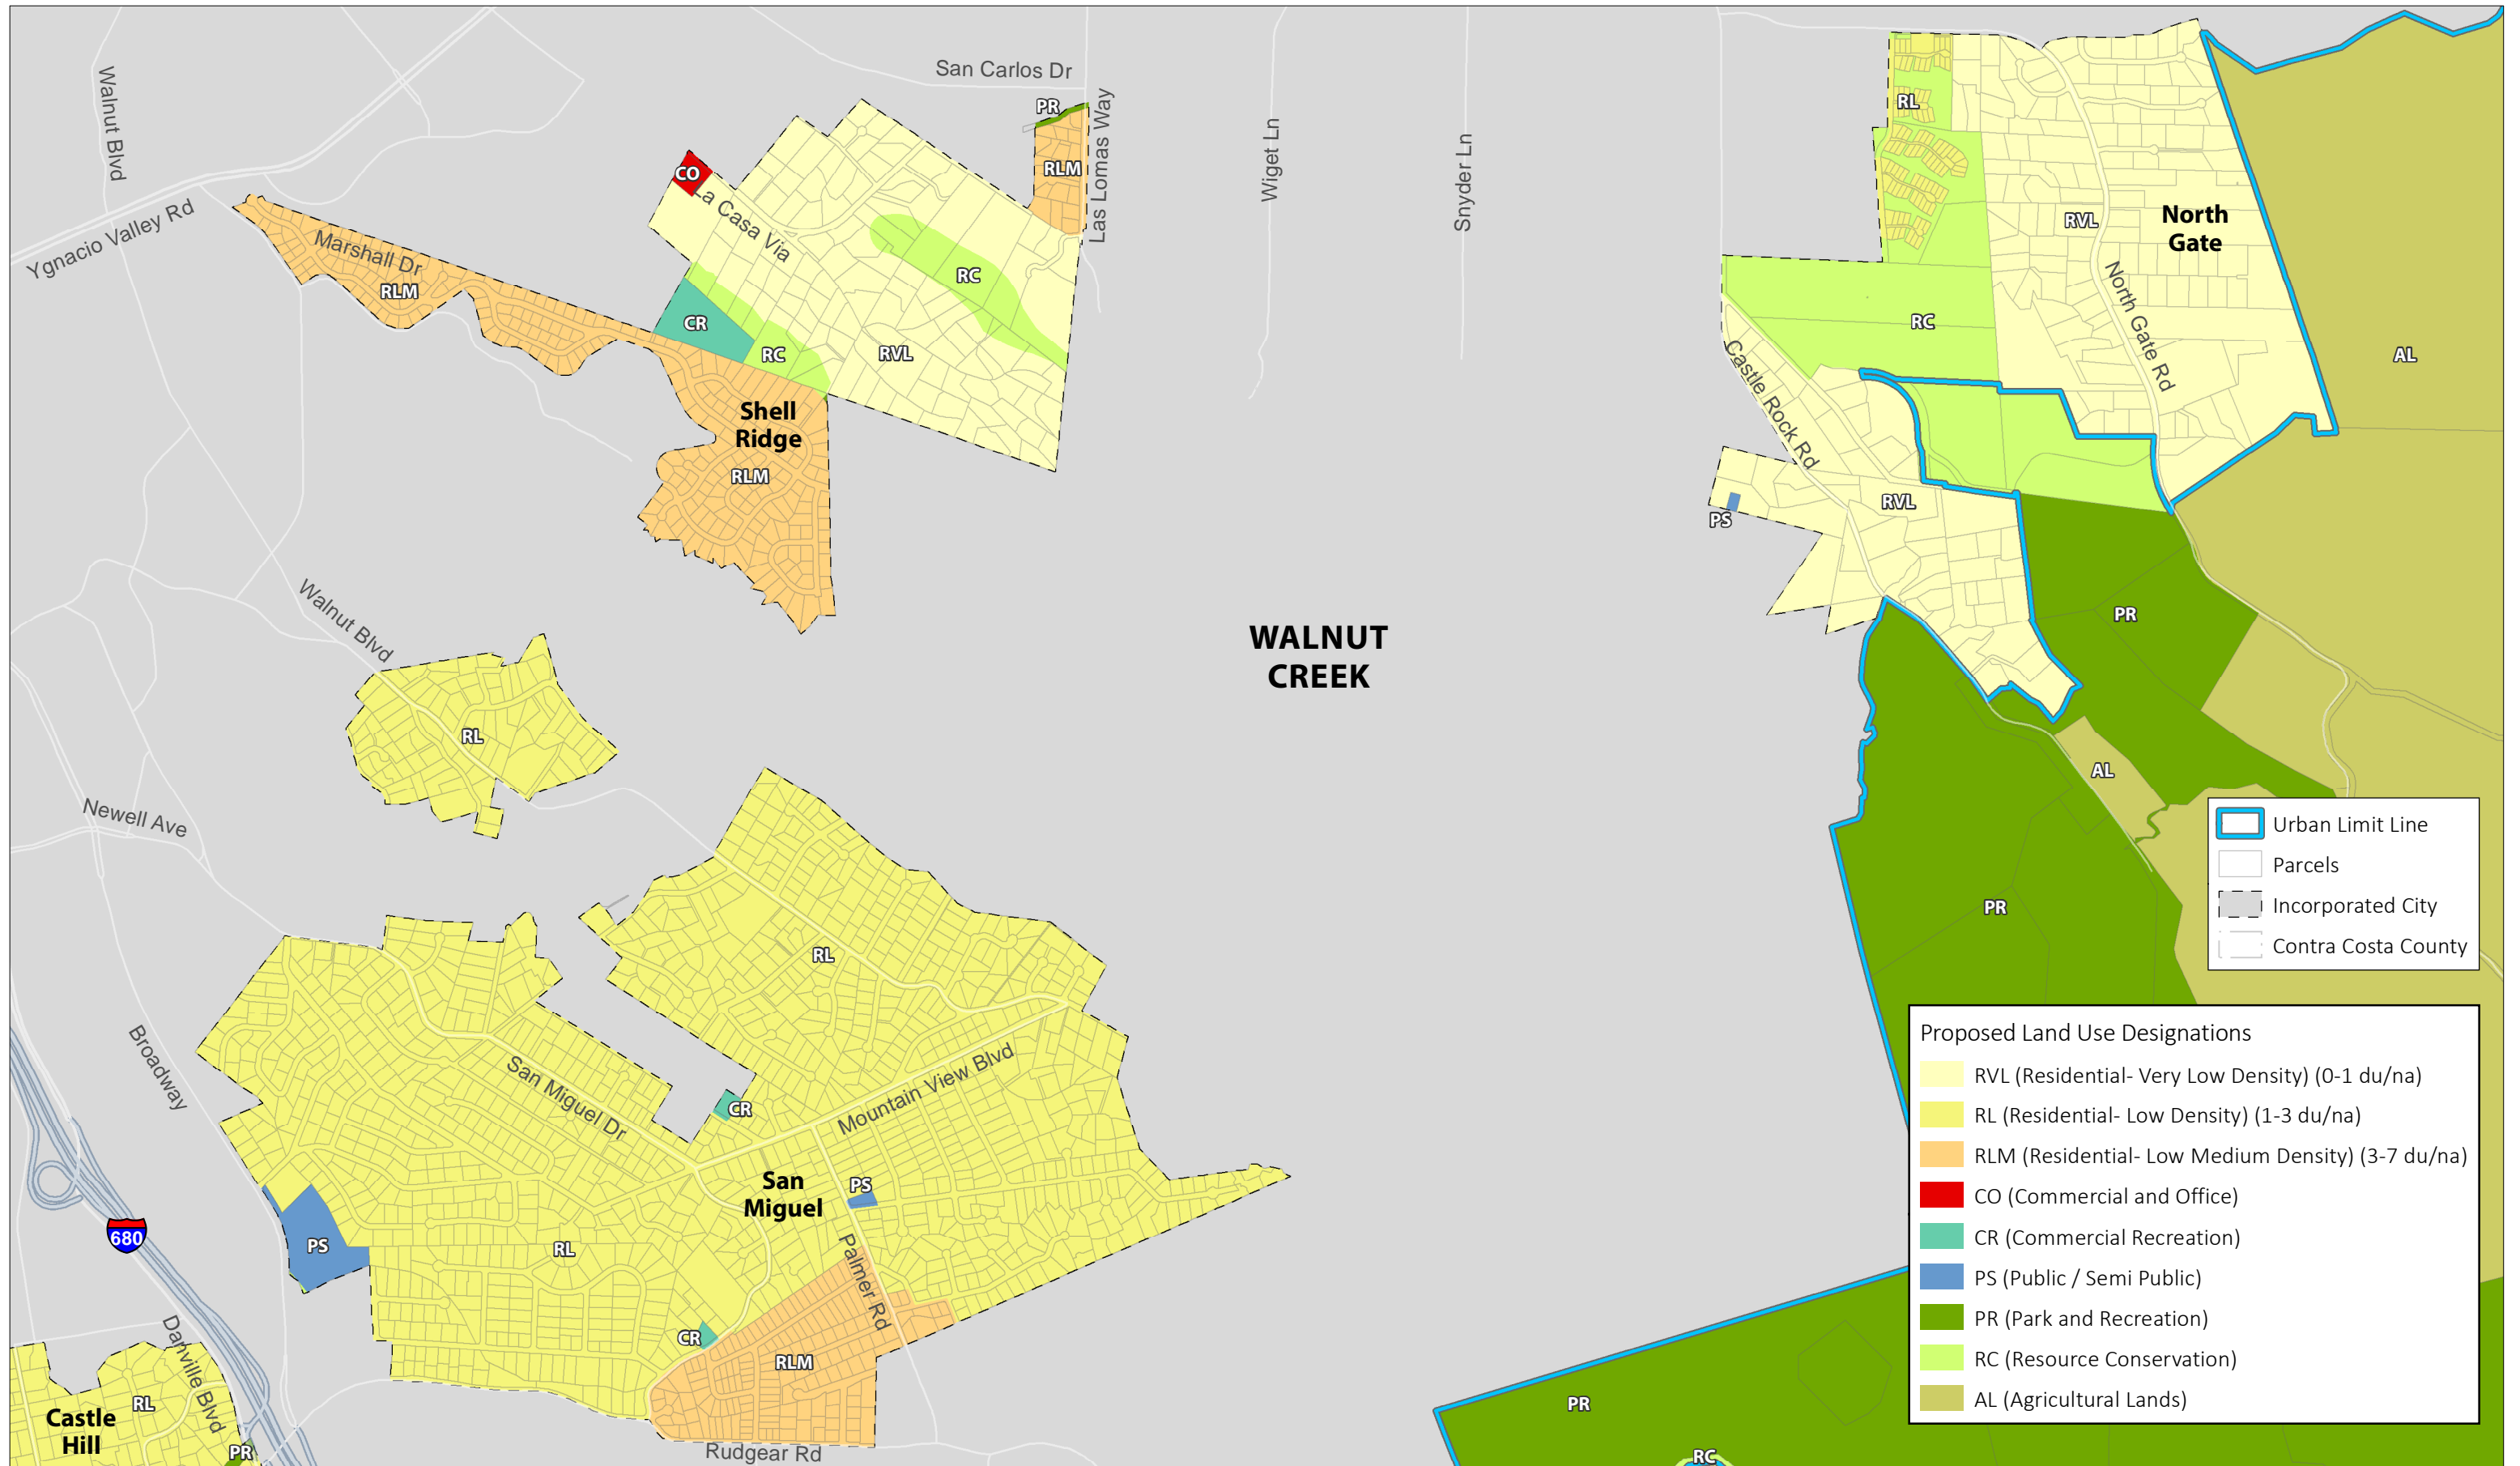 San Carlos Dr
Walnut Blvd
Las Lomas Way
PR
RLM
CO
La Casa Via
Wiget Ln
Snyder Ln
RL
RVL
North
Gate
Ygnacio Valley Rd
Marshall Dr
RLM
RC
CR
RC
RVL
RC
North Gate Rd
AL
Castle Rock Rd
Shell
Ridge
RLM
RVL
PS
Walnut Blvd
WALNUT
CREEK
PR
RL
AL
Newell Ave
Urban Limit Line
Parcels
Incorporated City
Contra Costa County
PR
RL
Broadway
San Miguel Dr
Mountain View Blvd
CR
San
Miguel
PS
680
PS
RL
Palmer Rd
Danville Blvd
CR
RLM
RL
Castle
Hill
PR
Rudgear Rd
PR
RC
Proposed Land Use Designations
RVL (Residential- Very Low Density) (0-1 du/na)
RL (Residential- Low Density) (1-3 du/na)
RLM (Residential- Low Medium Density) (3-7 du/na)
CO (Commercial and Office)
CR (Commercial Recreation)
PS (Public / Semi Public)
PR (Park and Recreation)
RC (Resource Conservation)
AL (Agricultural Lands)